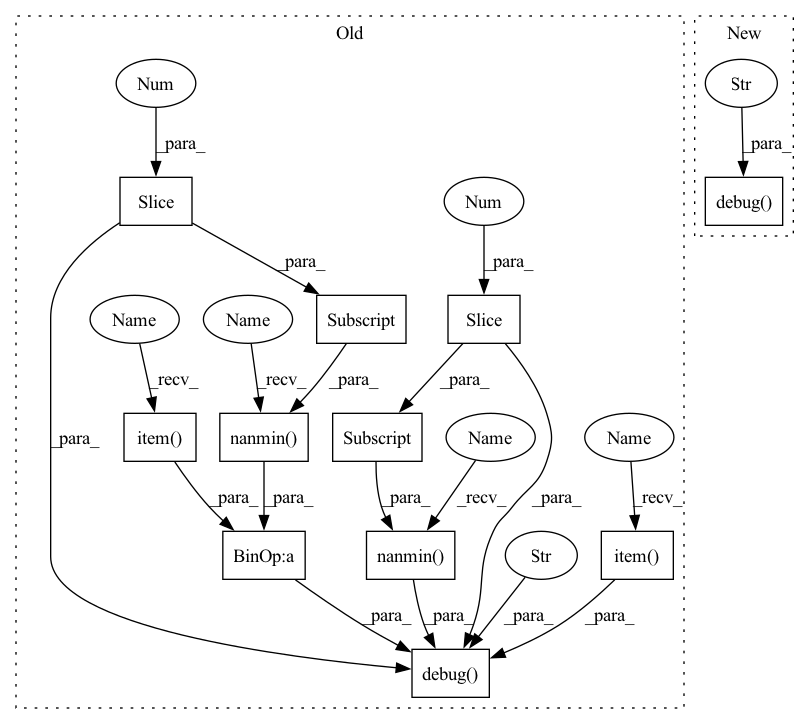 Old
New
Num
Str
_para_
_para_
Slice
Num
debug()
_para_
_para_
Name
Name
Subscript
Slice
_recv_
_recv_
_para_
_para_
_para_
item()
nanmin()
Subscript
Name
_para_
Name
_para_
_para_
_para_
_recv_
_recv_
BinOp:a
nanmin()
Str
item()
_para_
_para_
_para_
_para_
debug()